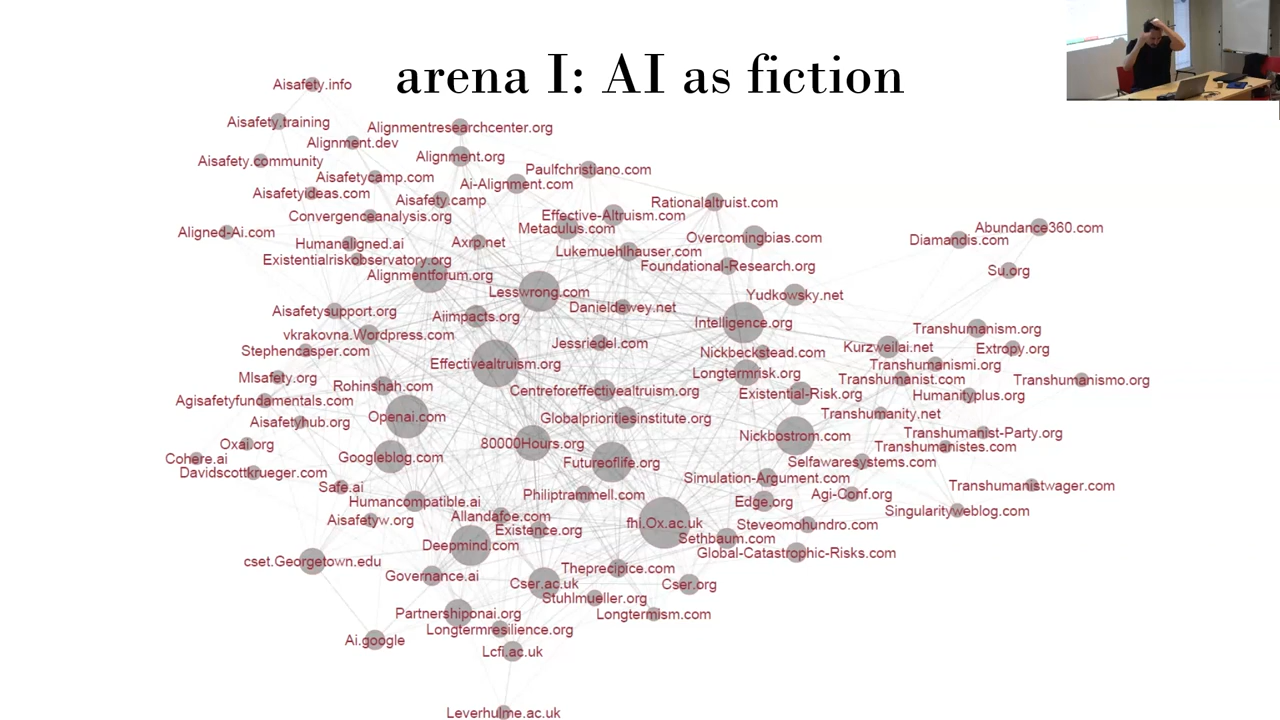 arena I: AI as fiction
Aisafety.info
Aisafety.training
Alignmentresearchcenter.org
Alignment.dev
Alignment.org
Aisafety.community
Paulfchristiano.com
Aisafetycamp.com
Ai-Alignment.com
Aisafetyideas.com
Aisafety.camp
Rationalaltruist.com
Convergenceanalysis.org
Effective-Altruism.com
Metaculus.com
Abundance360.com
Aligned-Ai.com
Overcomingbias.com
Diamandis.com
Humanaligned.ai
Axrp.net
Lukemuehlhauser.com
Existentialriskobservatory.org
Foundational-Research.org
Su.org
Alignmentforum.org
Lesswrong.com
Yudkowsky.net
Danieldewey.net
Aisafetysupport.org
Aiimpacts.org
Intelligence.org
Transhumanism.org
vkrakovna.Wordpress.com
Jessriedel.com
Kurzweilai.net
Extropy.org
Stephencasper.com
Nickbeckstead.com
Effectivealtruism.org
Transhumanismi.org
Longtermrisk.org
Mlsafety.org
Transhumanist.com
Transhumanismo.org
Rohinshah.com
Centreforeffectivealtruism.org
Existential-Risk.org
Humanityplus.org
Agisafetyfundamentals.com
Openai.com
Globalprioritiesinstitute.org
Transhumanity.net
Aisafetyhub.org
Nickbostrom.com
Transhumanist-Party.org
Oxai.org
80000Hours.org
Transhumanistes.com
Cohere.ai
Googleblog.com
Futureoflife.org
Selfawaresystems.com
Davidscottkrueger.com
Simulation-Argument.com
Safe.ai
Transhumanistwager.com
Humancompatible.ai
Philiptrammell.com
Edge.org
Agi-Conf.org
Singularityweblog.com
Aisafetyw.org
Allandafoe.com
fhi.Ox.ac.uk
Steveomohundro.com
Existence.org
Sethbaum.com
Deepmind.com
Global-Catastrophic-Risks.com
cset.Georgetown.edu
Theprecipice.com
Governance.ai
Cser.ac.uk
Cser.org
Stuhlmueller.org
Partnershiponai.org
Longtermism.com
Longtermresilience.org
Ai.google
Lcfi.ac.uk
Leverhulme.ac.uk